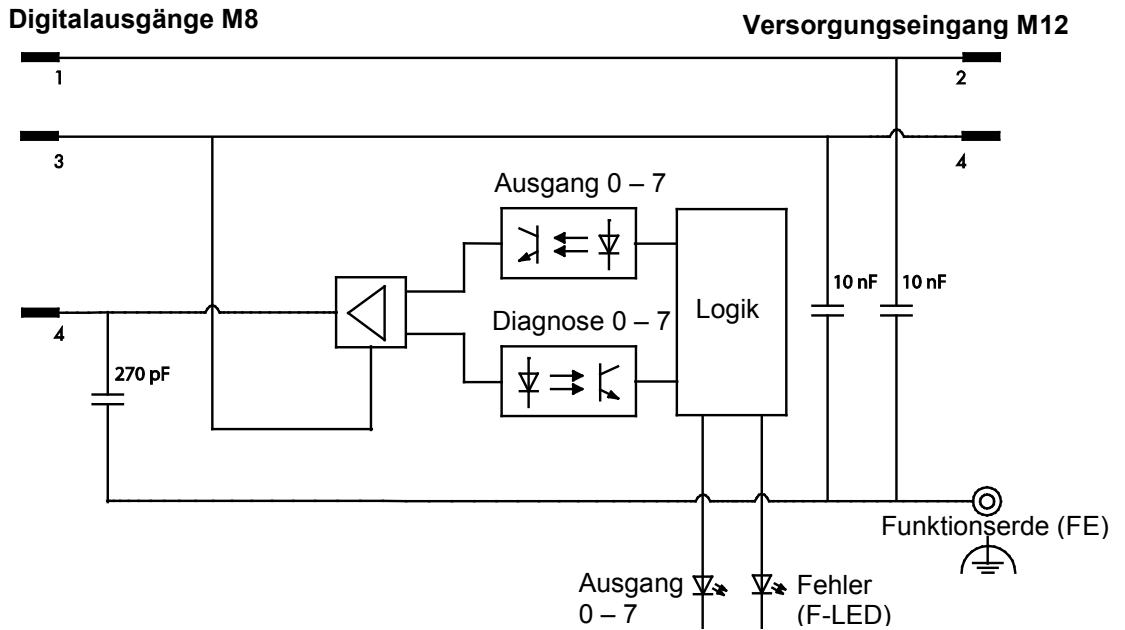 Digitalausgänge M8
Versorgungseingang M12
1
2
3
4
Ausgang 0 – 7
10 nF
10 nF
Logik
4
Diagnose 0 – 7
270 pF
Funktionserde (FE)
Ausgang
0 – 7
Fehler
(F-LED)